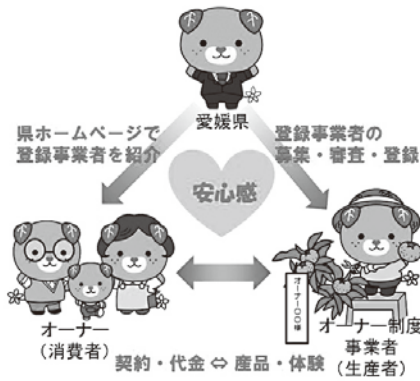 愛媛県
県ホームページで
登録事業者を紹介
登録事業者の
募集・審査・登録
安心感
オーナー○○様
オーナー
（消費者）
オーナー制度
事業者
（生産者）
契約・代金 ⇔ 産品・体験